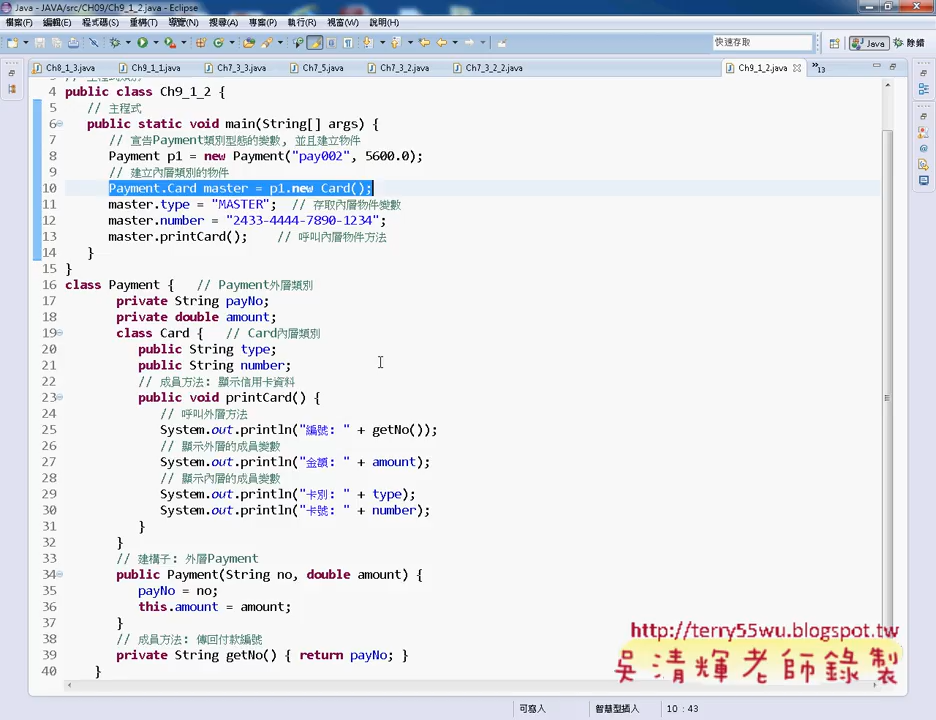 Java - JAVA/src/CH09/Ch9_1_2.java - Eclipse
檔案(F) 編輯(E) 程式碼(S) 重構(T) 導覽(N) 搜尋(A) 專案(P) 執行(R) 視窗(W) 說明(H)
快速存取
Java
除錯
Ch8_1_3.java
Ch9_1_1.java
Ch7_3_3.java
Ch7_5.java
Ch7_3_2.java
Ch7_3_2_2.java
Ch9_1_2.java
13
// 主程式類別
4 public class Ch9_1_2 {
5 // 主程式
6 public static void main(String[] args) {
7 // 宣告Payment類別型態的變數, 並且建立物件
8 Payment p1 = new Payment("pay002", 5600.0);
9 // 建立內層類別的物件
10 Payment.Card master = p1.new Card();
11 master.type = "MASTER"; // 存取內層物件變數
12 master.number = "2433-4444-7890-1234";
13 master.printCard(); // 呼叫內層物件方法
14 }
15 }
16 class Payment { // Payment外層類別
17 private String payNo;
18 private double amount;
19 class Card { // Card內層類別
20 public String type;
21 public String number;
22 // 成員方法: 顯示信用卡資料
23 public void printCard() {
24 // 呼叫外層方法
25 System.out.println("編號: " + getNo());
26 // 顯示外層的成員變數
27 System.out.println("金額: " + amount);
28 // 顯示內層的成員變數
29 System.out.println("卡別: " + type);
30 System.out.println("卡號: " + number);
31 }
32 }
33 // 建構子: 外層Payment
34 public Payment(String no, double amount) {
35 payNo = no;
36 this.amount = amount;
37 }
38 // 成員方法: 傳回付款編號
39 private String getNo() { return payNo; }
40 }
http://terry55wu.blogspot.tw
吳清輝老師錄製
可寫入
智慧型插入
10 : 43